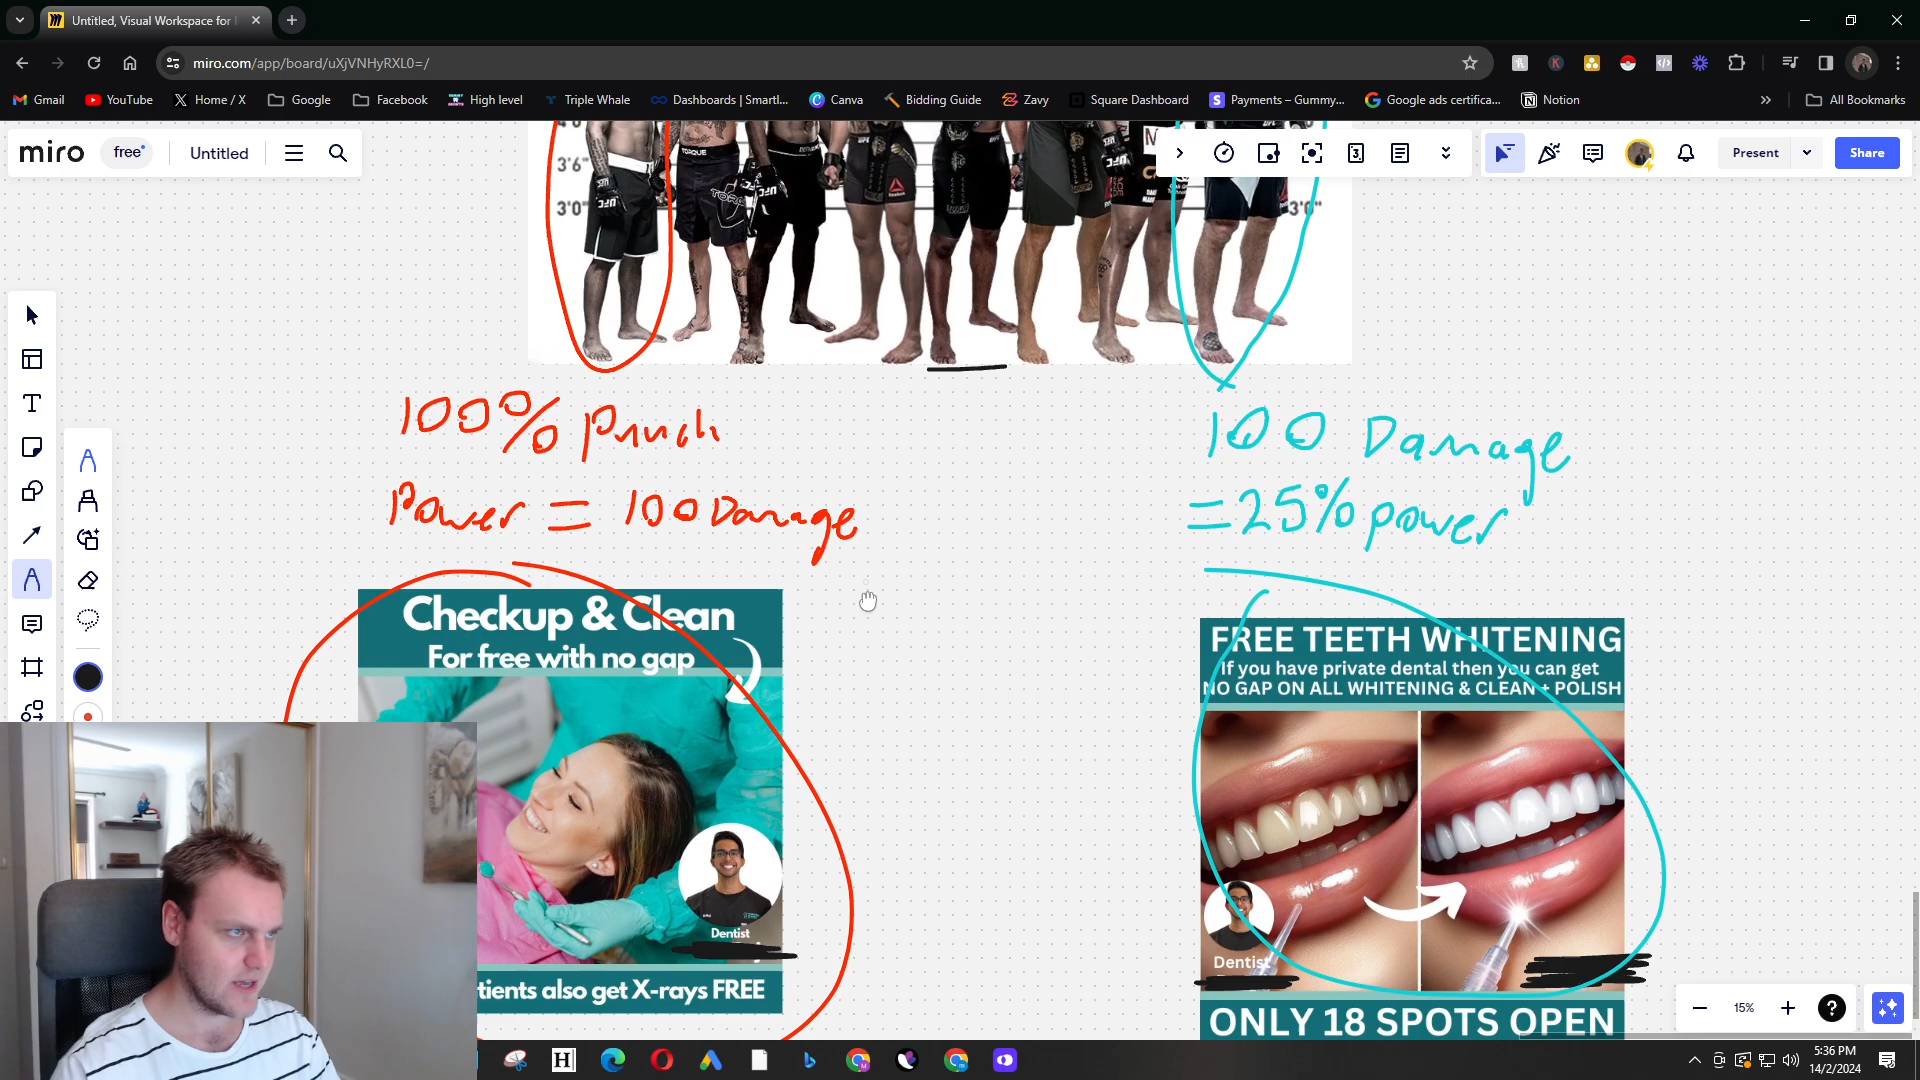 Untitled, Visual Workspace for
miro.com/app/board/uXjVNHyRXL0=/
Gmail
YouTube
Home / X
Google
Facebook
High level
Triple Whale
Dashboards | Smartl...
Canva
Bidding Guide
Zavy
Square Dashboard
Payments – Gummy...
Google ads certifica...
Notion
All Bookmarks
miro
free
Untitled
Present
Share
3'6"
3'0"
3'0"
TORQUE
UFC
100% Punch
Power = 100 Damage
100 Damage
= 25% power
Checkup & Clean
For free with no gap
Dentist
tients also get X-rays FREE
FREE TEETH WHITENING
If you have private dental then you can get
NO GAP ON ALL WHITENING & CLEAN + POLISH
Dentist
ONLY 18 SPOTS OPEN
15%
5:36 PM
14/2/2024